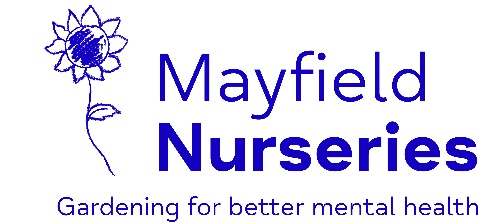 Mayfield
Nurseries
Gardening for better mental health